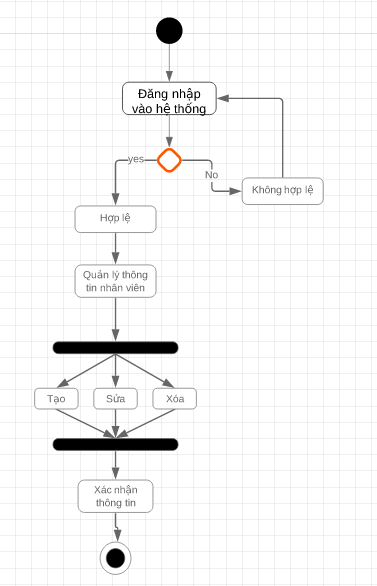 Đăng nhập
vào hệ thống
yes
No
Không hợp lệ
Hợp lệ
Quản lý thông
tin nhân viên
Tạo
Sửa
Xóa
Xác nhận
thông tin